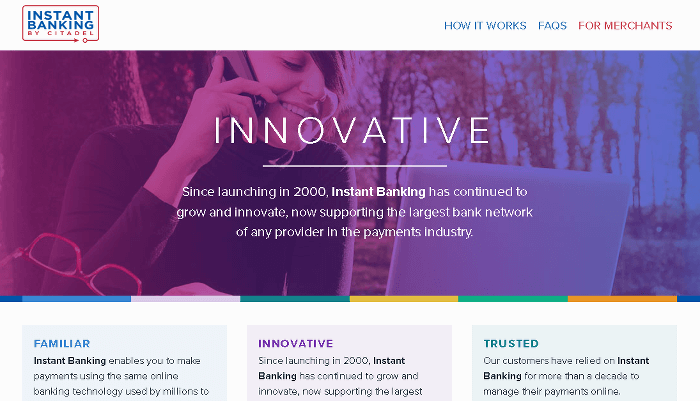 INSTANT
BANKING
BY CITADEL
HOW IT WORKS FAQS FOR MERCHANTS
INNOVATIVE
Since launching in 2000, Instant Banking has continued to
grow and innovate, now supporting the largest bank network
of any provider in the payments industry.
FAMILIAR
Instant Banking enables you to make
payments using the same online
banking technology used by millions to
INNOVATIVE
Since launching in 2000, Instant
Banking has continued to grow and
innovate, now supporting the largest
TRUSTED
Our customers have relied on Instant
Banking for more than a decade to
manage their payments online.